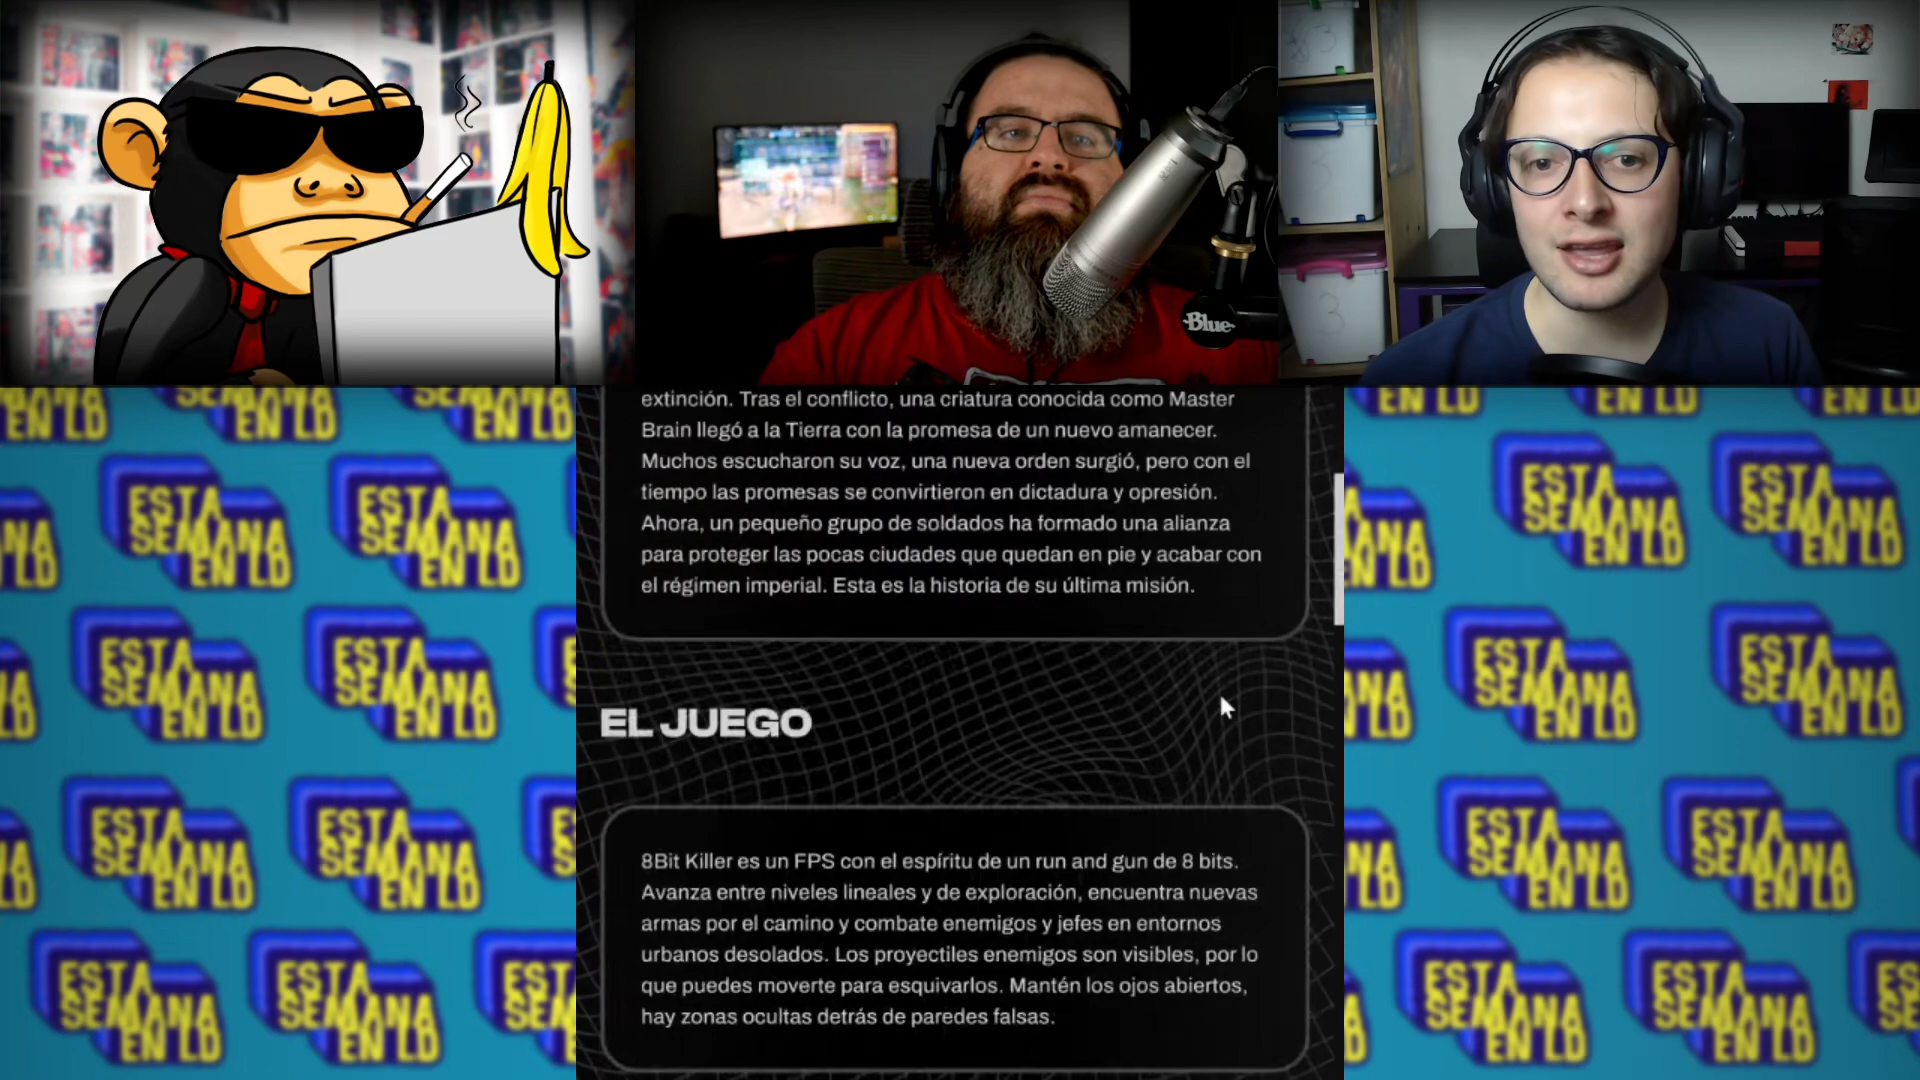 Blue
extinción. Tras el conflicto, una criatura conocida como Master
Brain llegó a la Tierra con la promesa de un nuevo amanecer.
Muchos escucharon su voz, una nueva orden surgió, pero con el
tiempo las promesas se convirtieron en dictadura y opresión.
Ahora, un pequeño grupo de soldados ha formado una alianza
para proteger las pocas ciudades que quedan en pie y acabar con
el régimen imperial. Esta es la historia de su última misión.
EL JUEGO
8Bit Killer es un FPS con el espíritu de un run and gun de 8 bits.
Avanza entre niveles lineales y de exploración, encuentra nuevas
armas por el camino y combate enemigos y jefes en entornos
urbanos desolados. Los proyectiles enemigos son visibles, por lo
que puedes moverte para esquivarlos. Mantén los ojos abiertos,
hay zonas ocultas detrás de paredes falsas.
ESTA
SEMANA
EN LD